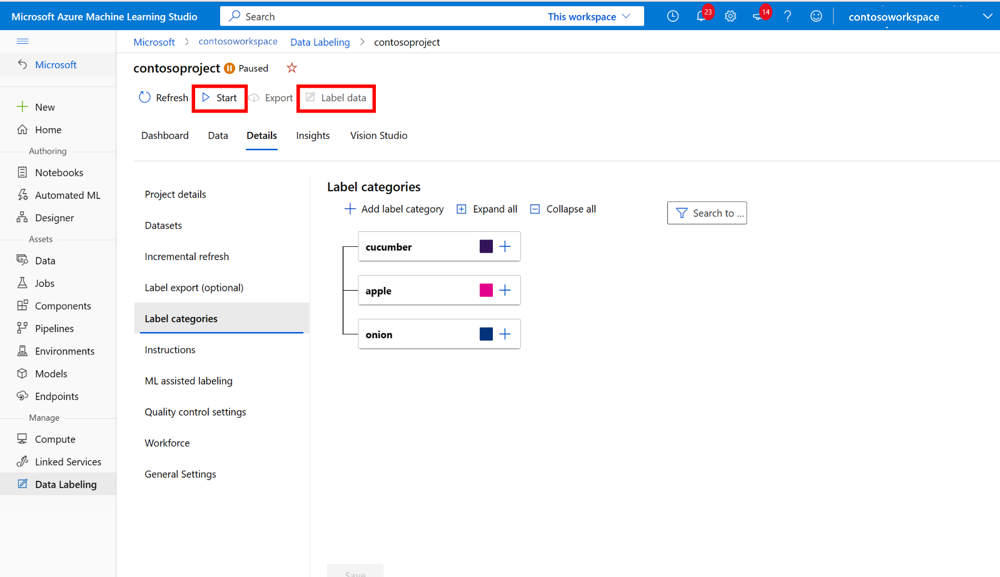 Microsoft Azure Machine Learning Studio
Search
This workspace
23
14
contosoworkspace
Microsoft > contosoworkspace Data Labeling > contosoproject
Microsoft
New
Home
Authoring
Notebooks
Automated ML
Designer
Assets
Data
Jobs
Components
Pipelines
Environments
Models
Endpoints
Manage
Compute
Linked Services
Data Labeling
contosoproject Paused
Refresh Start Export Label data
Dashboard Data Details Insights Vision Studio
Project details
Datasets
Incremental refresh
Label export (optional)
Label categories
Instructions
ML assisted labeling
Quality control settings
Workforce
General Settings
Label categories
Add label category Expand all Collapse all
Search to ...
cucumber
apple
onion
Save